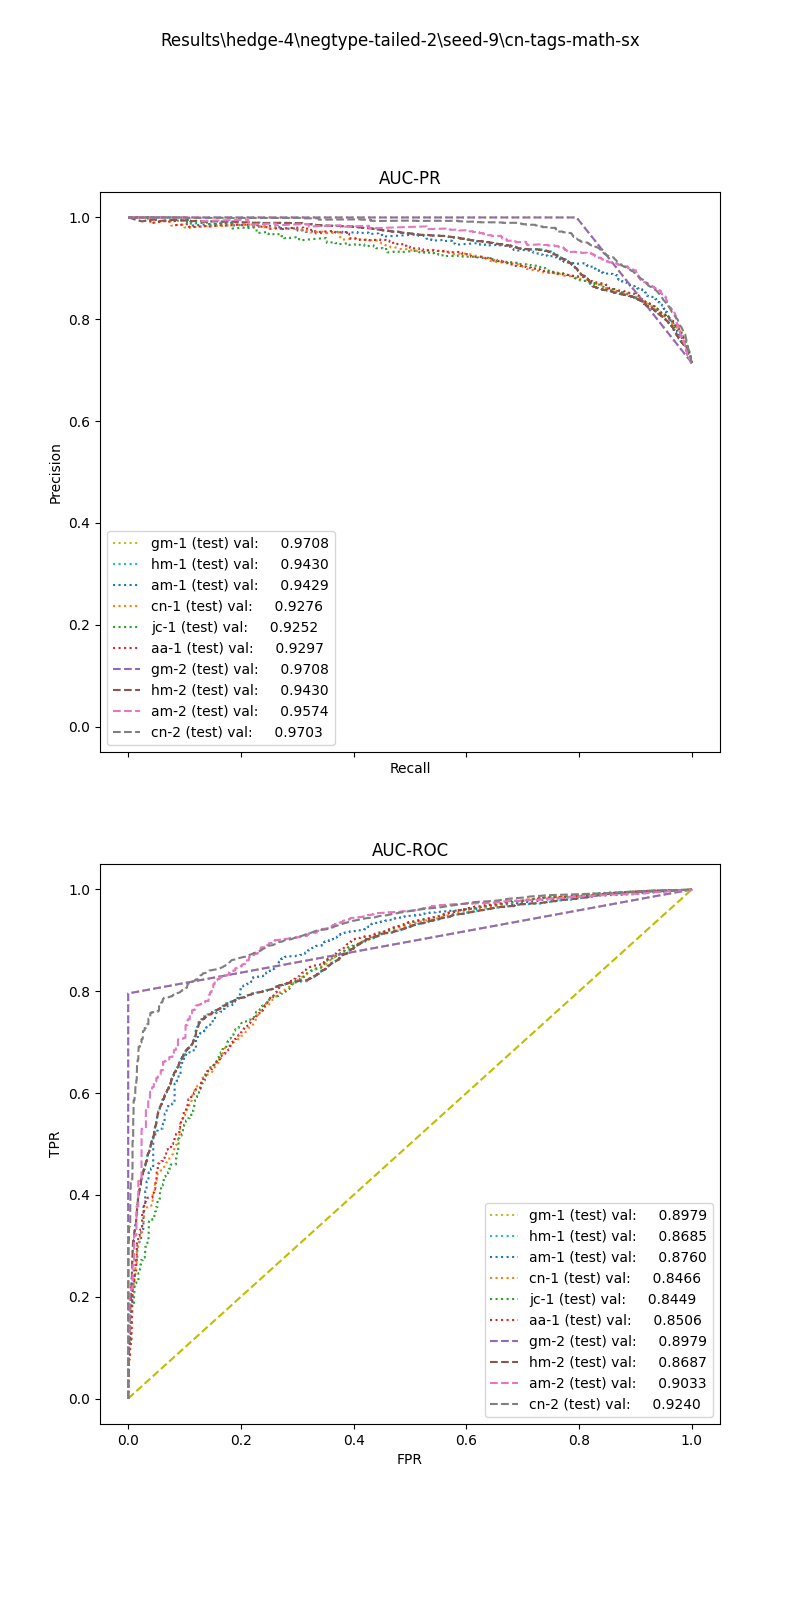 Results\hedge-4\negtype-tailed-2\seed-9\cn-tags-math-sx
AUC-PR
1.0
0.8
0.6
0.4
0.2
0.0
Precision
gm-1 (test) val: 0.9708
hm-1 (test) val: 0.9430
am-1 (test) val: 0.9429
cn-1 (test) val: 0.9276
jc-1 (test) val: 0.9252
aa-1 (test) val: 0.9297
gm-2 (test) val: 0.9708
hm-2 (test) val: 0.9430
am-2 (test) val: 0.9574
cn-2 (test) val: 0.9703
Recall
AUC-ROC
1.0
0.8
0.6
0.4
0.2
0.0
TPR
gm-1 (test) val: 0.8979
hm-1 (test) val: 0.8685
am-1 (test) val: 0.8760
cn-1 (test) val: 0.8466
jc-1 (test) val: 0.8449
aa-1 (test) val: 0.8506
gm-2 (test) val: 0.8979
hm-2 (test) val: 0.8687
am-2 (test) val: 0.9033
cn-2 (test) val: 0.9240
0.0 0.2 0.4 0.6 0.8 1.0
FPR